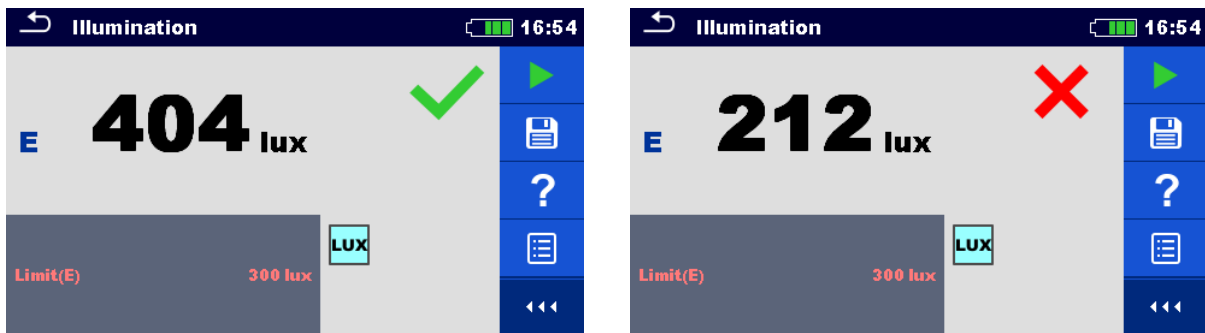 Illumination 16:54
E 404 lux
?
LUX
Limit(E) 300 lux
Illumination 16:54
E 212 lux
?
LUX
Limit(E) 300 lux